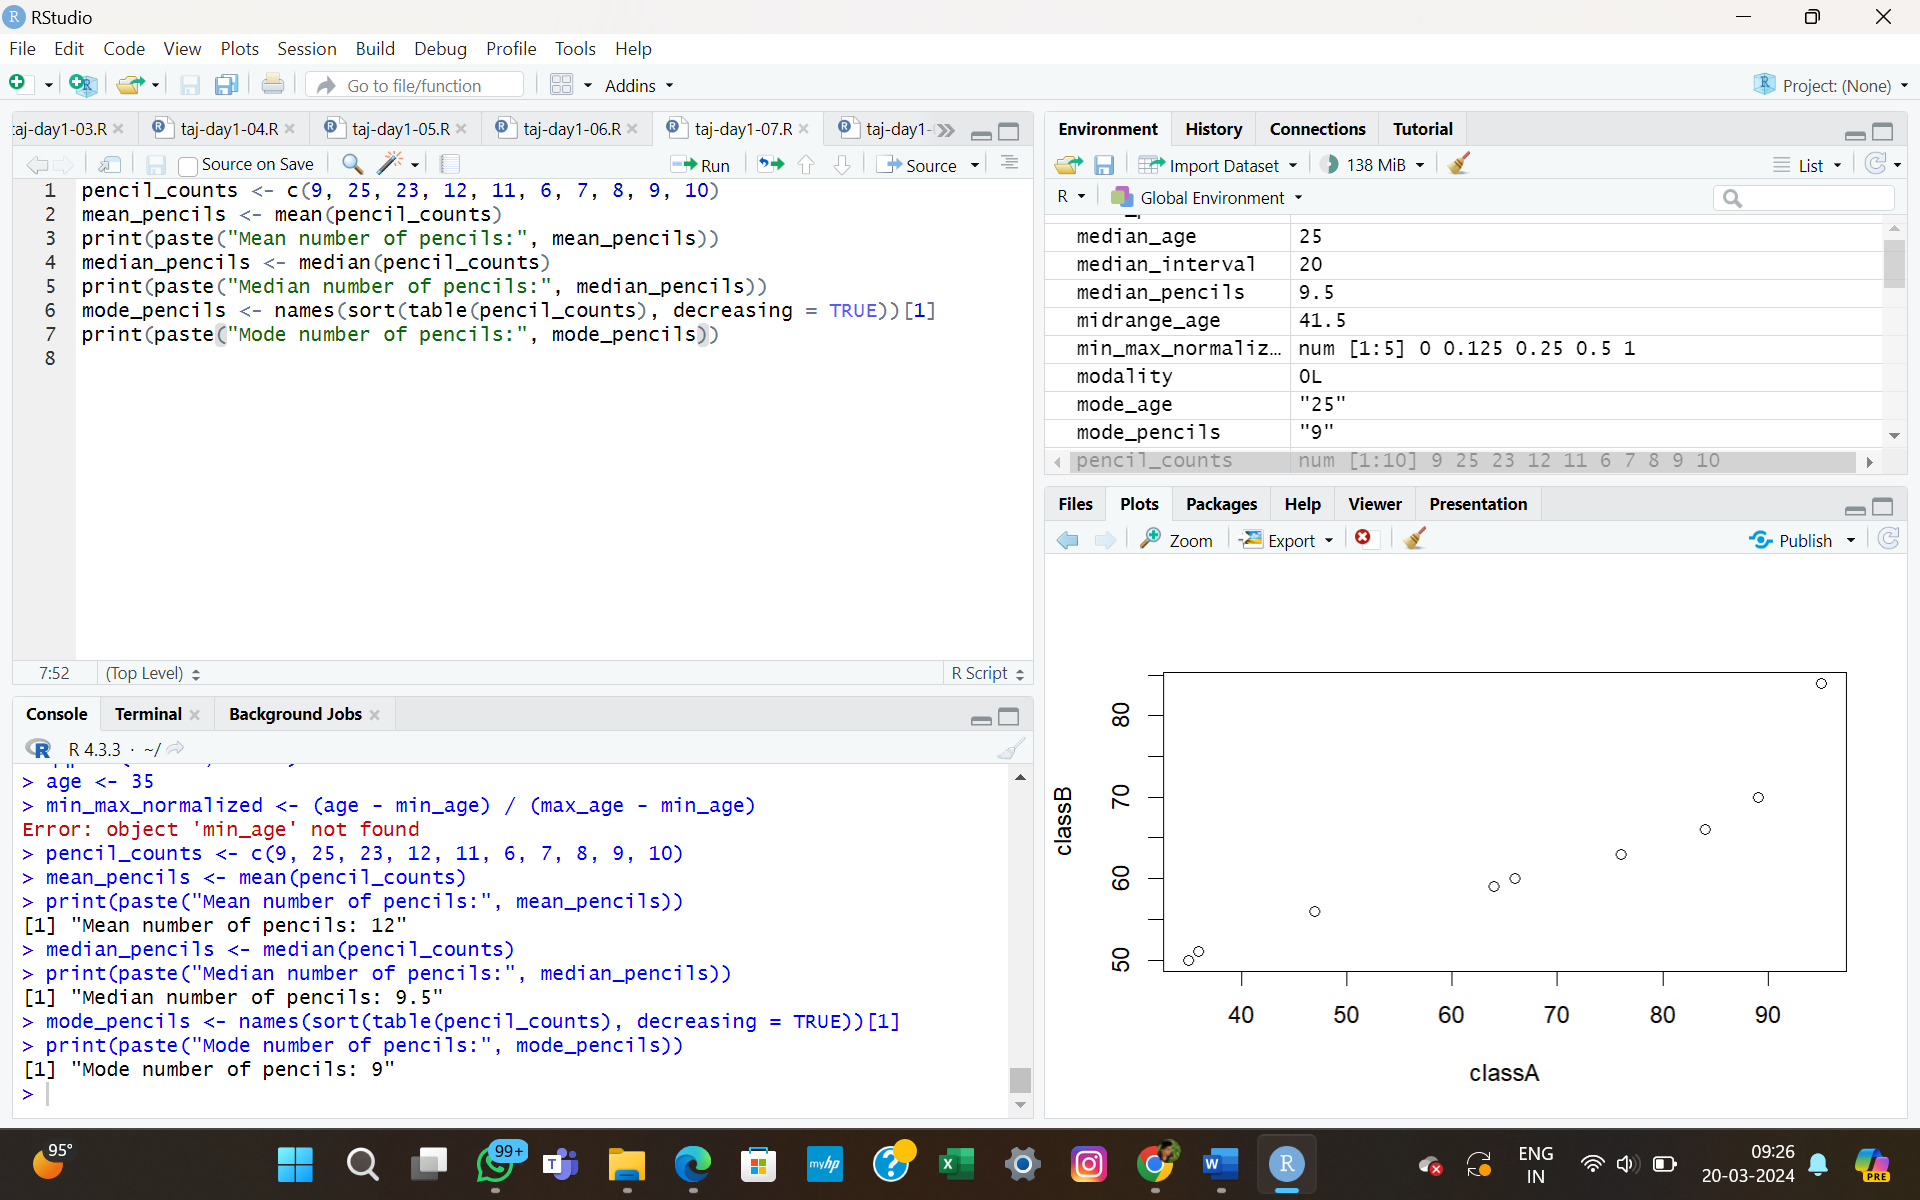 RStudio
File Edit Code View Plots Session Build Debug Profile Tools Help
Go to file/function Addins Project: (None)
taj-day1-03.R taj-day1-04.R taj-day1-05.R taj-day1-06.R taj-day1-07.R taj-day1-
Source on Save Run Source
1 pencil_counts <- c(9, 25, 23, 12, 11, 6, 7, 8, 9, 10)
2 mean_pencils <- mean(pencil_counts)
3 print(paste("Mean number of pencils:", mean_pencils))
4 median_pencils <- median(pencil_counts)
5 print(paste("Median number of pencils:", median_pencils))
6 mode_pencils <- names(sort(table(pencil_counts), decreasing = TRUE))[1]
7 print(paste("Mode number of pencils:", mode_pencils))
8
7:52 (Top Level) R Script
Console Terminal Background Jobs
R 4.3.3 · ~/
> age <- 35
> min_max_normalized <- (age - min_age) / (max_age - min_age)
Error: object 'min_age' not found
> pencil_counts <- c(9, 25, 23, 12, 11, 6, 7, 8, 9, 10)
> mean_pencils <- mean(pencil_counts)
> print(paste("Mean number of pencils:", mean_pencils))
[1] "Mean number of pencils: 12"
> median_pencils <- median(pencil_counts)
> print(paste("Median number of pencils:", median_pencils))
[1] "Median number of pencils: 9.5"
> mode_pencils <- names(sort(table(pencil_counts), decreasing = TRUE))[1]
> print(paste("Mode number of pencils:", mode_pencils))
[1] "Mode number of pencils: 9"
>
Environment History Connections Tutorial
Import Dataset 138 MiB List
R Global Environment
median_age 25
median_interval 20
median_pencils 9.5
midrange_age 41.5
min_max_normaliz… num [1:5] 0 0.125 0.25 0.5 1
modality 0L
mode_age "25"
mode_pencils "9"
pencil_counts num [1:10] 9 25 23 12 11 6 7 8 9 10
Files Plots Packages Help Viewer Presentation
Zoom Export Publish
classB
80
70
60
50
40 50 60 70 80 90
classA
95°
99+
myhp
ENG
IN
09:26
20-03-2024
PRE